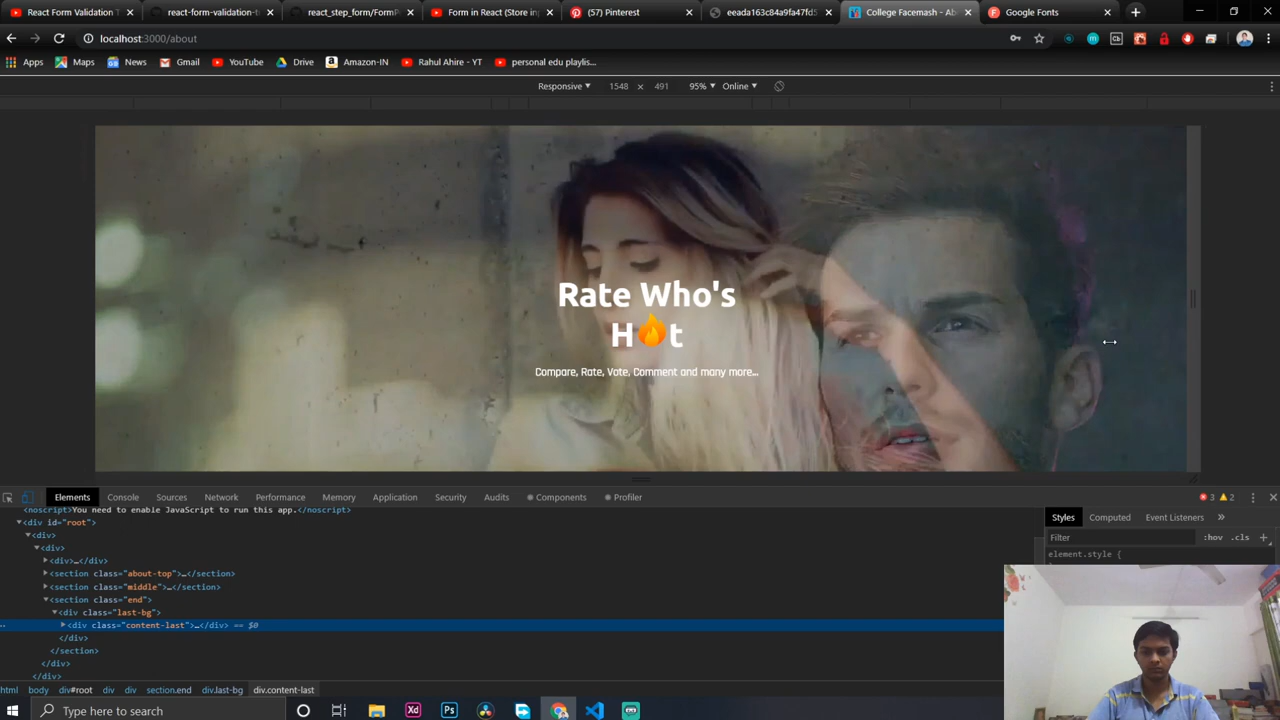 React Form Validation T
react-form-validation-t
react_step_form/FormP
Form in React (Store in
(57) Pinterest
eeada163c84a9fa47fd5
College Facemash - Ab
Google Fonts
localhost:3000/about
Apps
Maps
News
Gmail
YouTube
Drive
Amazon-IN
Rahul Ahire - YT
personal edu playlis...
Responsive
1548 × 491
95%
Online
Rate Who's
H🔥t
Compare, Rate, Vote, Comment and many more...
Elements
Console
Sources
Network
Performance
Memory
Application
Security
Audits
Components
Profiler
3
2
<noscript>You need to enable JavaScript to run this app.</noscript>
<div id="root">
<div>
<div>
<div>…</div>
<section class="about-top">…</section>
<section class="middle">…</section>
<section class="end">
<div class="last-bg">
<div class="content-last">…</div> == $0
</div>
</section>
</div>
</div>
html
body
div#root
div
div
section.end
div.last-bg
div.content-last
Styles
Computed
Event Listeners
Filter
:hov
.cls
element.style {
Type here to search
Xd
Ps